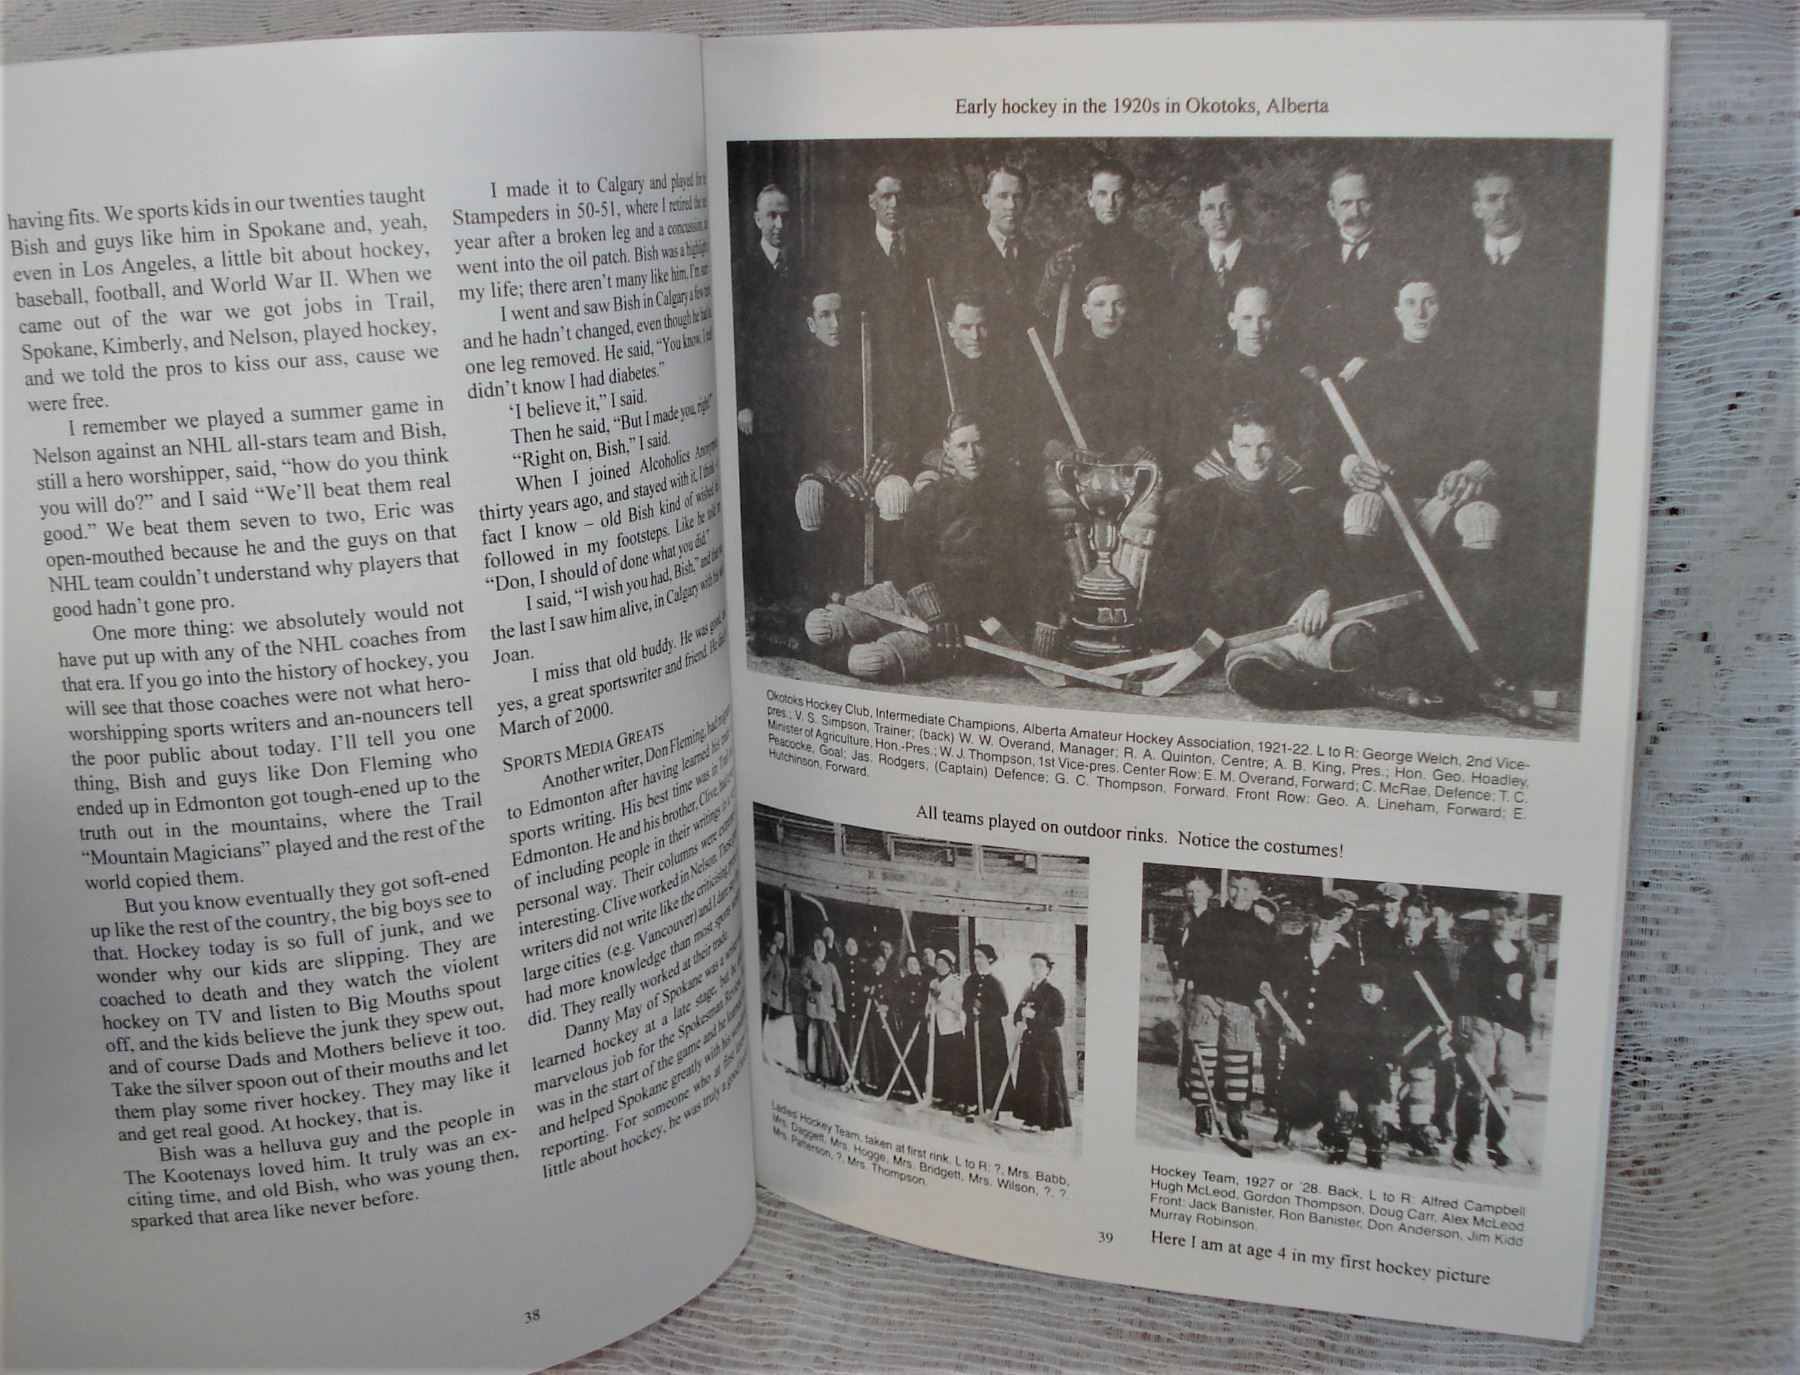 having fits. We sports kids in our twenties taught
Bish and guys like him in Spokane and, yeah,
even in Los Angeles, a little bit about hockey,
baseball, football, and World War II. When we
came out of the war we got jobs in Trail,
Spokane, Kimberly, and Nelson, played hockey,
and we told the pros to kiss our ass, cause we
were free.
I remember we played a summer game in
Nelson against an NHL all-stars team and Bish,
still a hero worshipper, said, “how do you think
you will do?” and I said “We’ll beat them real
good.” We beat them seven to two, Eric was
open-mouthed because he and the guys on that
NHL team couldn’t understand why players that
good hadn’t gone pro.
One more thing: we absolutely would not
have put up with any of the NHL coaches from
that era. If you go into the history of hockey, you
will see that those coaches were not what hero-
worshipping sports writers and an-nouncers tell
the poor public about today. I’ll tell you one
thing, Bish and guys like Don Fleming who
ended up in Edmonton got tough-ened up to the
truth out in the mountains, where the Trail
“Mountain Magicians” played and the rest of the
world copied them.
But you know eventually they got soft-ened
up like the rest of the country, the big boys see to
that. Hockey today is so full of junk, and we
wonder why our kids are slipping. They are
coached to death and they watch the violent
hockey on TV and listen to Big Mouths spout
off, and the kids believe the junk they spew out,
and of course Dads and Mothers believe it too.
Take the silver spoon out of their mouths and let
them play some river hockey. They may like it
and get real good. At hockey, that is.
Bish was a helluva guy and the people in
The Kootenays loved him. It truly was an ex-
citing time, and old Bish, who was young then,
sparked that area like never before.
I made it to Calgary and played for
Stampeders in 50-51, where I retired the
year after a broken leg and a concussion,
went into the oil patch. Bish was a highlight
my life; there aren’t many like him, I’m
I went and saw Bish in Calgary a few
and he hadn’t changed, even though he had
one leg removed. He said, “You know, I
didn’t know I had diabetes.”
‘I believe it,” I said.
Then he said, “But I made you, right”
“Right on, Bish,” I said.
When I joined Alcoholics
thirty years ago, and stayed with it, I think –
fact I know – old Bish kind of wished
followed in my footsteps. Like he told
“Don, I should of done what you did.”
I said, “I wish you had, Bish,” and that
the last I saw him alive, in Calgary with his
Joan.
I miss that old buddy. He was good,
yes, a great sportswriter and friend. He
March of 2000.
SPORTS MEDIA GREATS
Another writer, Don Fleming, had
to Edmonton after having learned his
sports writing. His best time was in Trail
Edmonton. He and his brother, Clive, had
of including people in their writings in a
personal way. Their columns were
interesting. Clive worked in Nelson. These
writers did not write like the criticising
large cities (e.g. Vancouver) and I dare
had more knowledge than most sports
did. They really worked at their trade.
Danny May of Spokane was a
learned hockey at a late stage, but he
marvelous job for the Spokesman Review
was in the start of the game and he
and helped Spokane greatly with his
reporting. For someone who at first
little about hockey, he was truly a good
38
Early hockey in the 1920s in Okotoks, Alberta
Okotoks Hockey Club, Intermediate Champions, Alberta Amateur Hockey Association, 1921-22. L to R: George Welch, 2nd Vice-
pres.; V. S. Simpson, Trainer; (back) W. W. Overand, Manager; R. A. Quinton, Centre; A. B. King, Pres.; Hon. Geo. Hoadley,
Minister of Agriculture, Hon.-Pres.; W. J. Thompson, 1st Vice-pres. Center Row: E. M. Overand, Forward; C. McRae, Defence; T. C.
Peacocke, Goal; Jas. Rodgers, (Captain) Defence; G. C. Thompson, Forward. Front Row: Geo. A. Lineham, Forward; E.
Hutchinson, Forward.
All teams played on outdoor rinks. Notice the costumes!
Ladies' Hockey Team, taken at first rink. L to R: ?, Mrs. Babb,
Mrs. Daggett, Mrs. Hogge, Mrs. Bridgett, Mrs. Wilson, ?, ?
Mrs. Patterson, ?, Mrs. Thompson.
Hockey Team, 1927 or '28. Back, L to R: Alfred Campbell
Hugh McLeod, Gordon Thompson, Doug Carr, Alex McLeod
Front: Jack Banister, Ron Banister, Don Anderson, Jim Kidd
Murray Robinson.
39
Here I am at age 4 in my first hockey picture